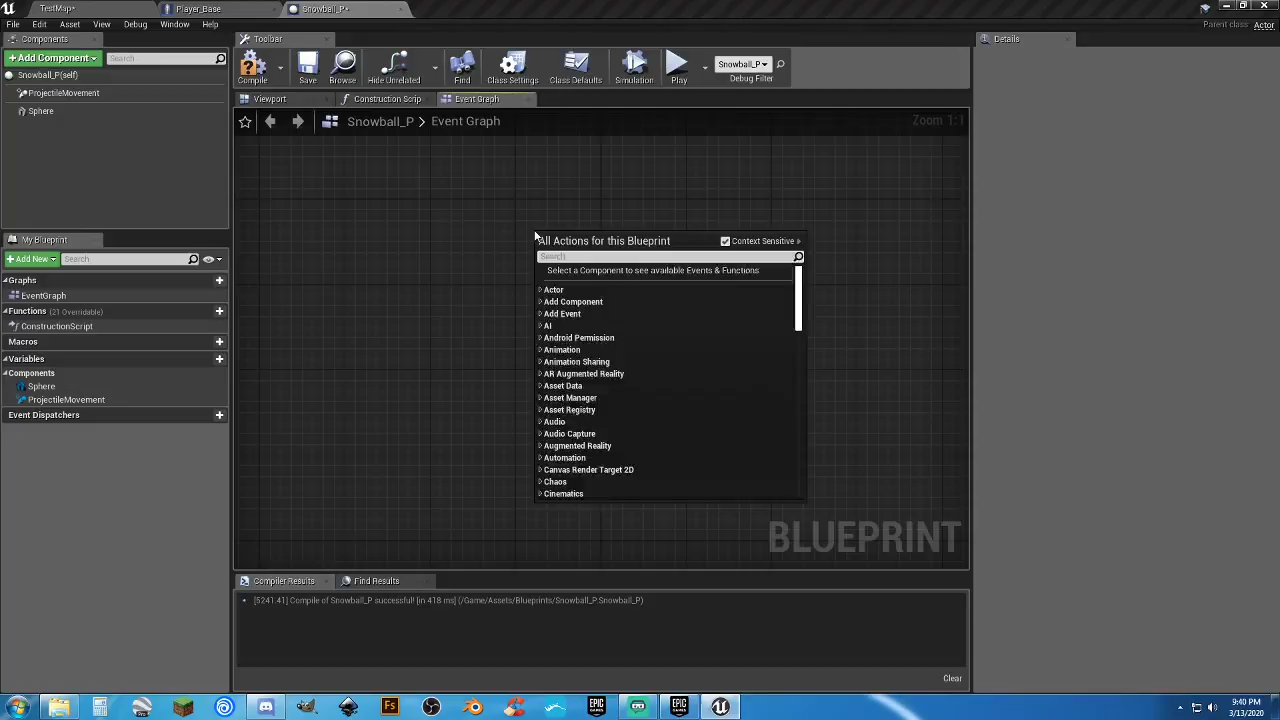 TestMap*
Player_Base
Snowball_P*
File Edit Asset View Debug Window Help
Parent class: Actor
Components
Toolbar
Details
+Add Component
Search
Snowball_P(self)
Compile
Save
Browse
Hide Unrelated
Find
Class Settings
Class Defaults
Simulation
Play
Snowball_P
Debug Filter
ProjectileMovement
Viewport
Construction Scrip
Event Graph
Sphere
Snowball_P > Event Graph
Zoom 1:1
All Actions for this Blueprint
Context Sensitive
Search
Select a Component to see available Events & Functions
Actor
Add Component
Add Event
AI
Android Permission
Animation
Animation Sharing
AR Augmented Reality
Asset Data
Asset Manager
Asset Registry
Audio
Audio Capture
Augmented Reality
Automation
Canvas Render Target 2D
Chaos
Cinematics
BLUEPRINT
My Blueprint
+Add New
Search
Graphs
EventGraph
Functions (21 Overridable)
ConstructionScript
Macros
Variables
Components
Sphere
ProjectileMovement
Event Dispatchers
Compiler Results
Find Results
[5241.41] Compile of Snowball_P successful! [in 418 ms] (/Game/Assets/Blueprints/Snowball_P.Snowball_P)
Clear
Pro
Fs
EPIC GAMES
EPIC GAMES
9:40 PM
3/13/2020